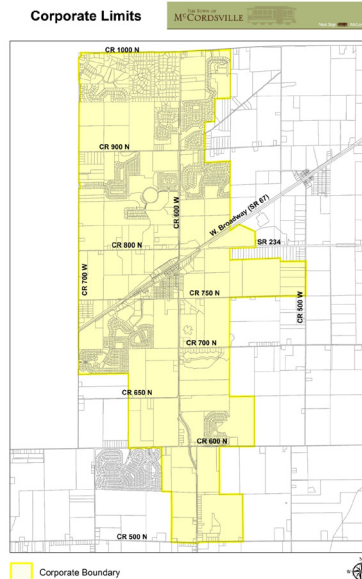 Corporate Limits
THE TOWN OF
McCORDSVILLE
CR 1000 N
CR 900 N
CR 600 W
W. Broadway (SR 67)
CR 800 N
SR 234
CR 700 W
CR 750 N
CR 500 W
CR 700 N
CR 650 N
CR 600 N
CR 500 N
Corporate Boundary